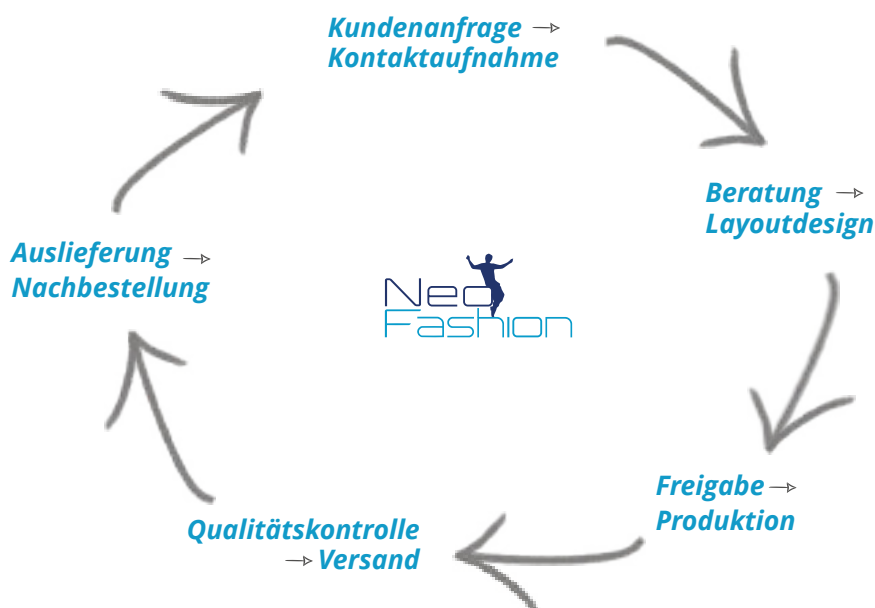 Kundenanfrage →
Kontaktaufnahme
Beratung →
Layoutdesign
Freigabe →
Produktion
Qualitätskontrolle
→ Versand
Auslieferung →
Nachbestellung
Neo
Fashion